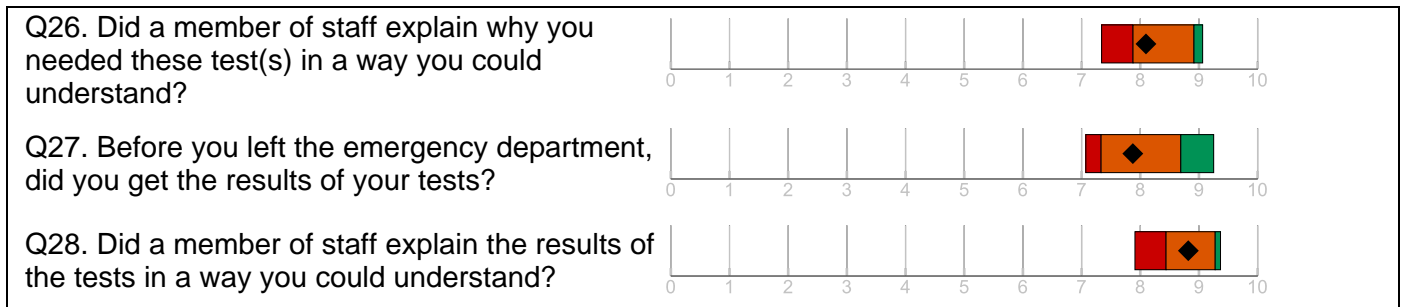 Q26. Did a member of staff explain why you
needed these test(s) in a way you could
understand?
0 1 2 3 4 5 6 7 8 9 10
Q27. Before you left the emergency department,
did you get the results of your tests?
0 1 2 3 4 5 6 7 8 9 10
Q28. Did a member of staff explain the results of
the tests in a way you could understand?
0 1 2 3 4 5 6 7 8 9 10